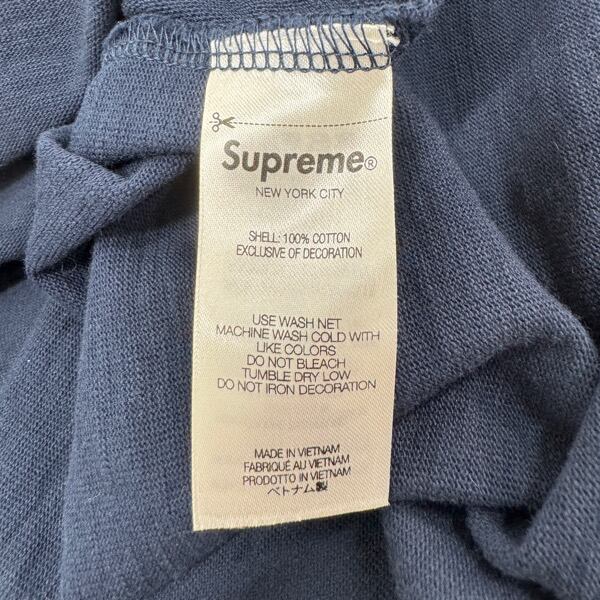 Supreme®
NEW YORK CITY
SHELL: 100% COTTON
EXCLUSIVE OF DECORATION
USE WASH NET
MACHINE WASH COLD WITH
LIKE COLORS
DO NOT BLEACH
TUMBLE DRY LOW
DO NOT IRON DECORATION
MADE IN VIETNAM
FABRIQUÉ AU VIETNAM
PRODOTTO IN VIETNAM
ベトナム製